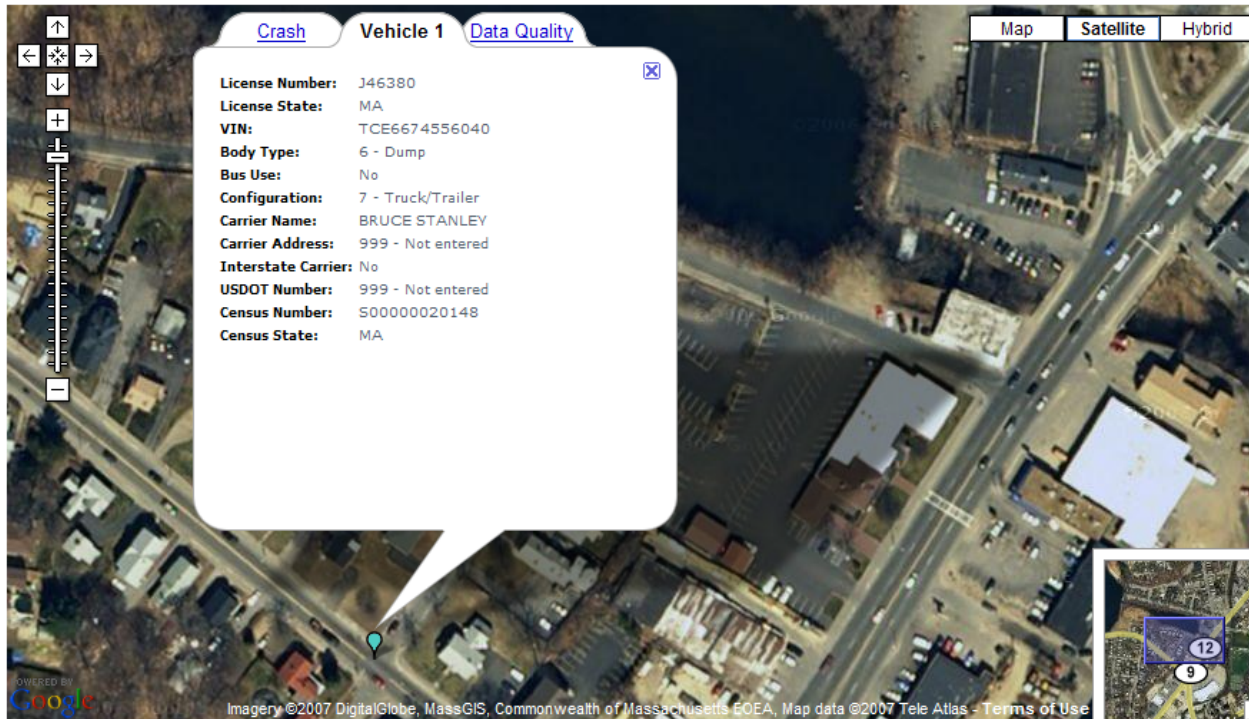 Crash
Vehicle 1
Data Quality
Map
Satellite
Hybrid
License Number: J46380
License State: MA
VIN: TCE6674556040
Body Type: 6 - Dump
Bus Use: No
Configuration: 7 - Truck/Trailer
Carrier Name: BRUCE STANLEY
Carrier Address: 999 - Not entered
Interstate Carrier: No
USDOT Number: 999 - Not entered
Census Number: S00000020148
Census State: MA
12
9
POWERED BY
Google
Imagery ©2007 DigitalGlobe, MassGIS, Commonwealth of Massachusetts EOEA, Map data ©2007 Tele Atlas - Terms of Use